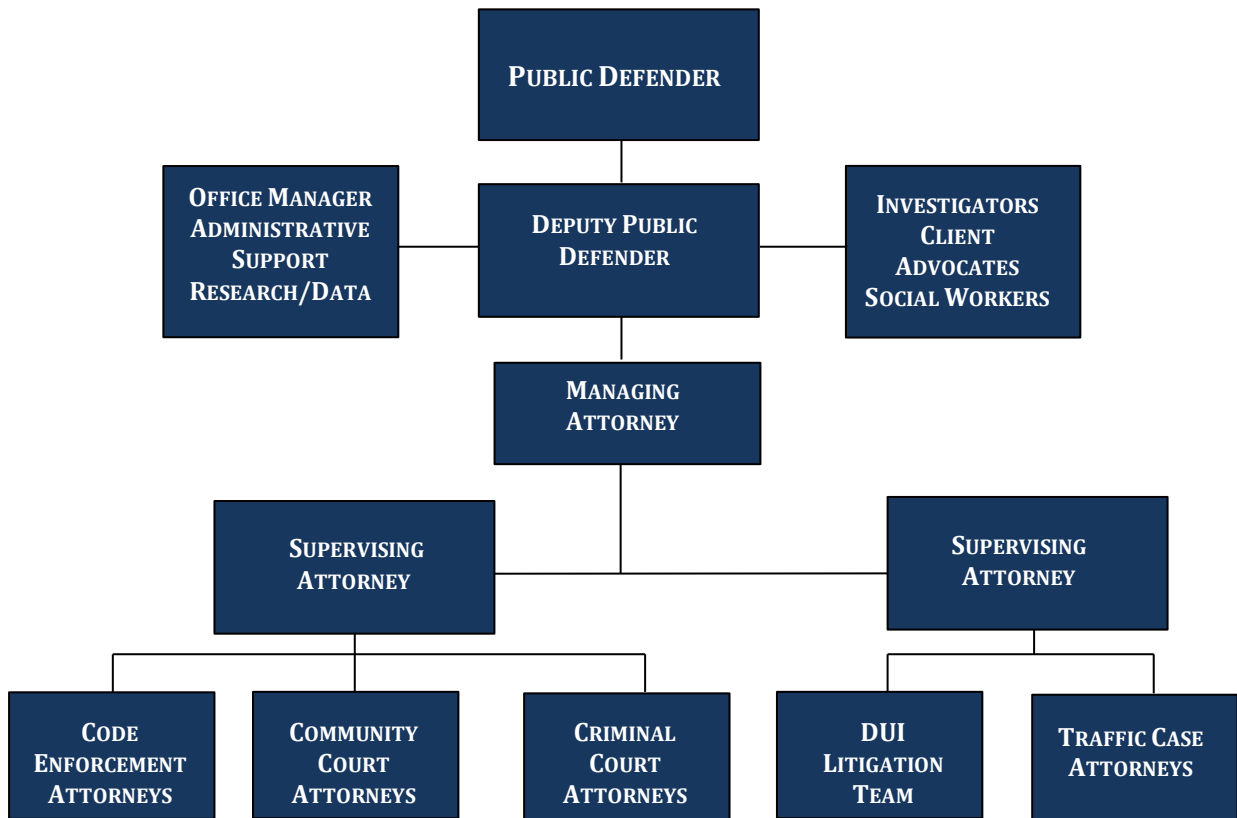 PUBLIC DEFENDER
OFFICE MANAGER
ADMINISTRATIVE
SUPPORT
RESEARCH/DATA
DEPUTY PUBLIC
DEFENDER
INVESTIGATORS
CLIENT
ADVOCATES
SOCIAL WORKERS
MANAGING
ATTORNEY
SUPERVISING
ATTORNEY
SUPERVISING
ATTORNEY
CODE
ENFORCEMENT
ATTORNEYS
COMMUNITY
COURT
ATTORNEYS
CRIMINAL
COURT
ATTORNEYS
DUI
LITIGATION
TEAM
TRAFFIC CASE
ATTORNEYS